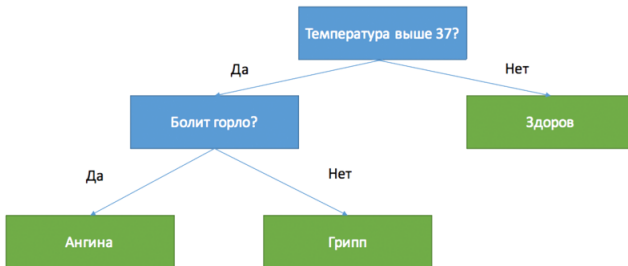 Температура выше 37?
Да
Нет
Болит горло?
Здоров
Да
Нет
Ангина
Грипп